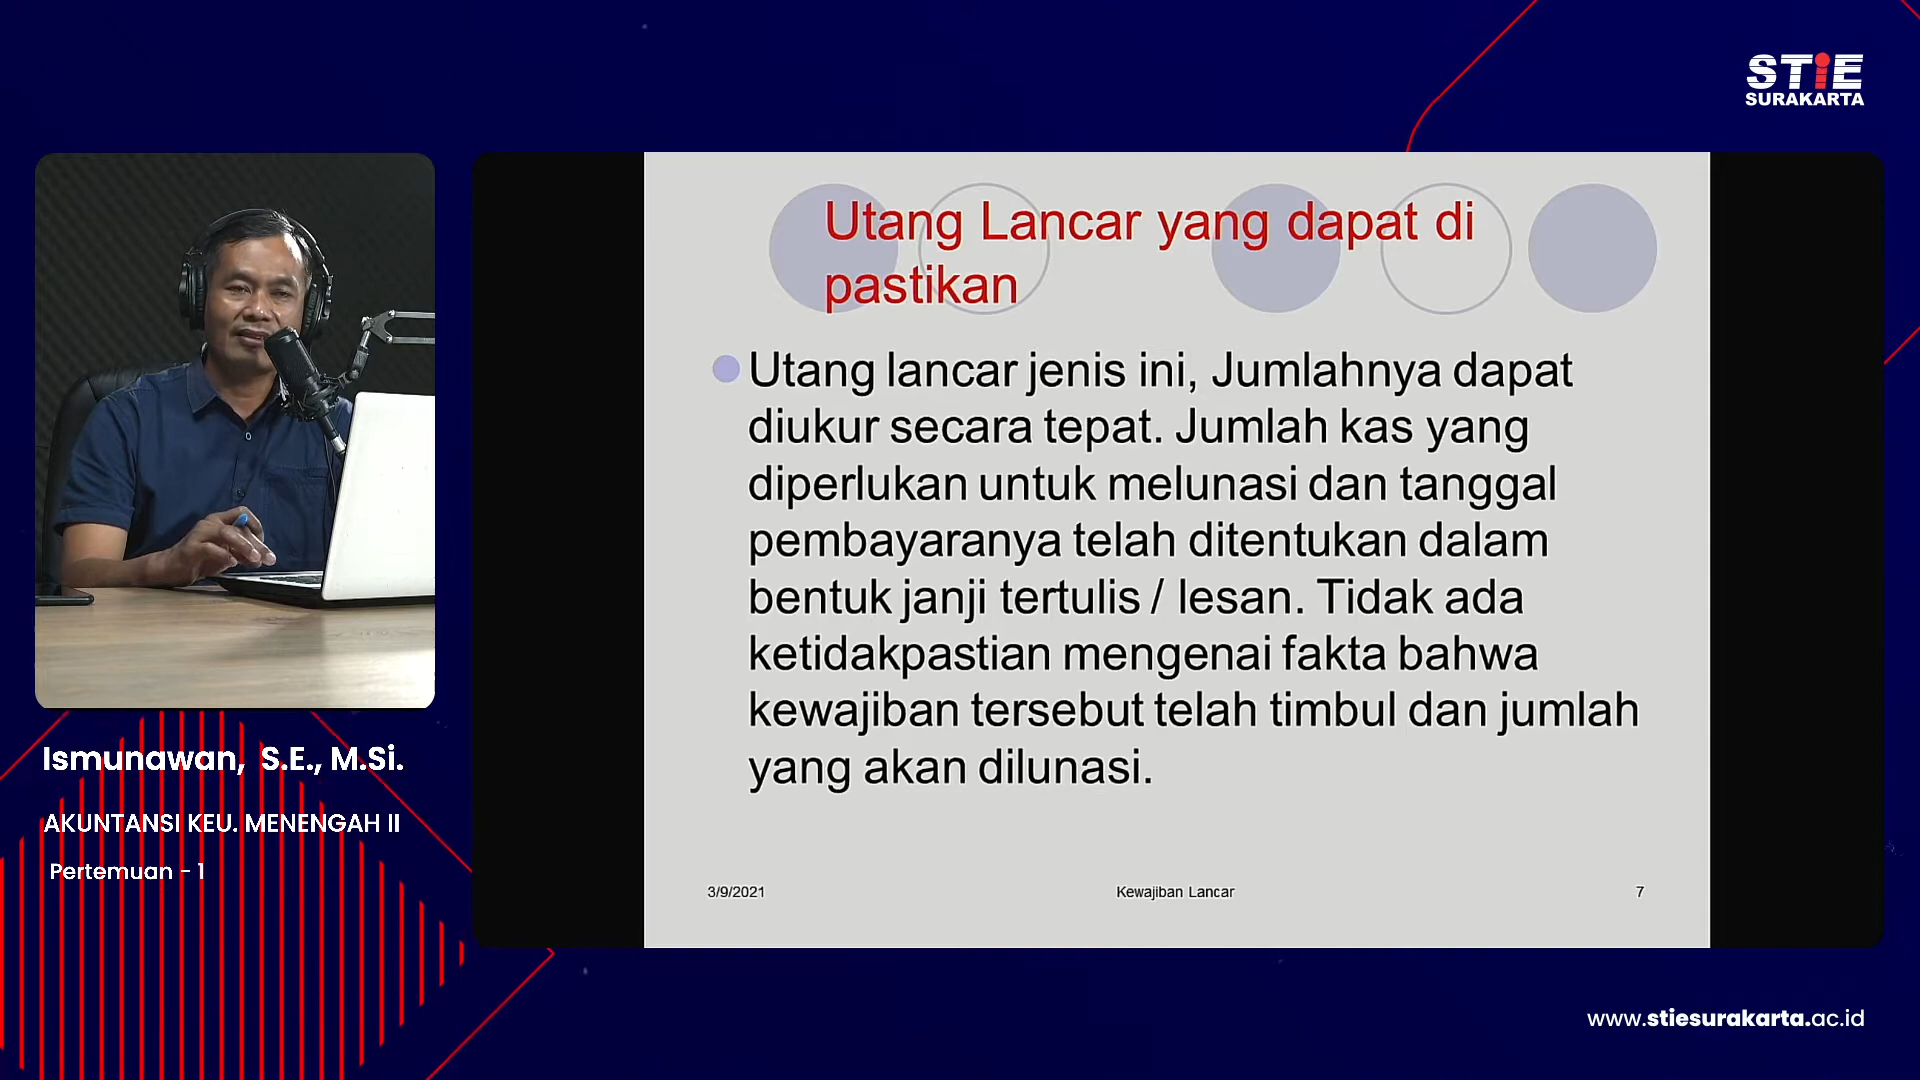 STiE
SURAKARTA
Utang Lancar yang dapat di
pastikan
Utang lancar jenis ini, Jumlahnya dapat
diukur secara tepat. Jumlah kas yang
diperlukan untuk melunasi dan tanggal
pembayaranya telah ditentukan dalam
bentuk janji tertulis / lesan. Tidak ada
ketidakpastian mengenai fakta bahwa
kewajiban tersebut telah timbul dan jumlah
yang akan dilunasi.
3/9/2021
Kewajiban Lancar
7
Ismunawan, S.E., M.Si.
AKUNTANSI KEU. MENENGAH II
Pertemuan - 1
www.stiesurakarta.ac.id